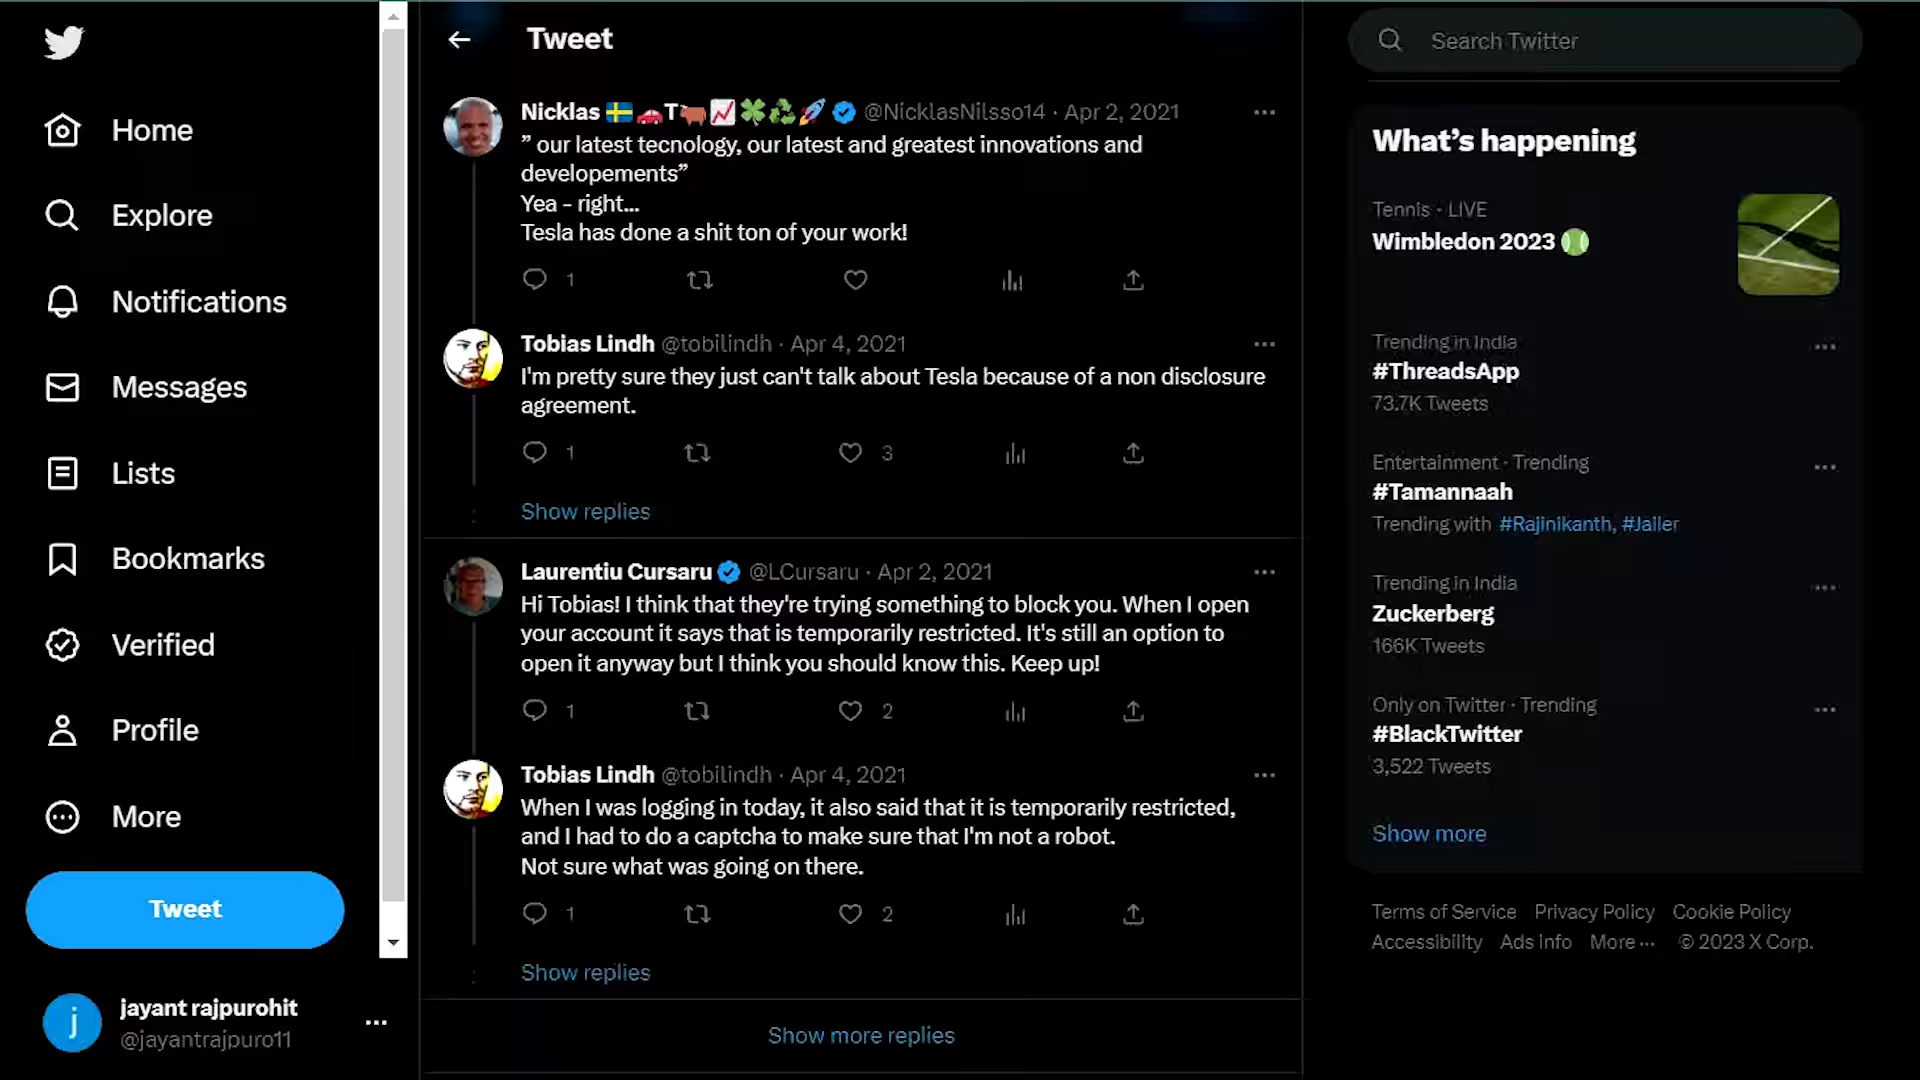 Home
Explore
Notifications
Messages
Lists
Bookmarks
Verified
Profile
More
Tweet
jayant rajpurohit
@jayantrajpuro11
Tweet
Nicklas 🇸🇪🚗T🐂📈🍀♻️🚀 @NicklasNilsso14 · Apr 2, 2021
” our latest tecnology, our latest and greatest innovations and
developements”
Yea - right...
Tesla has done a shit ton of your work!
1
Tobias Lindh @tobilindh · Apr 4, 2021
I'm pretty sure they just can't talk about Tesla because of a non disclosure
agreement.
1 3
Show replies
Laurentiu Cursaru @LCursaru · Apr 2, 2021
Hi Tobias! I think that they're trying something to block you. When I open
your account it says that is temporarily restricted. It's still an option to
open it anyway but I think you should know this. Keep up!
1 2
Tobias Lindh @tobilindh · Apr 4, 2021
When I was logging in today, it also said that it is temporarily restricted,
and I had to do a captcha to make sure that I'm not a robot.
Not sure what was going on there.
1 2
Show replies
Show more replies
Search Twitter
What's happening
Tennis · LIVE
Wimbledon 2023 🎾
Trending in India
#ThreadsApp
73.7K Tweets
Entertainment · Trending
#Tamannaah
Trending with #Rajinikanth, #Jailer
Trending in India
Zuckerberg
166K Tweets
Only on Twitter · Trending
#BlackTwitter
3,522 Tweets
Show more
Terms of Service Privacy Policy Cookie Policy
Accessibility Ads info More ··· © 2023 X Corp.